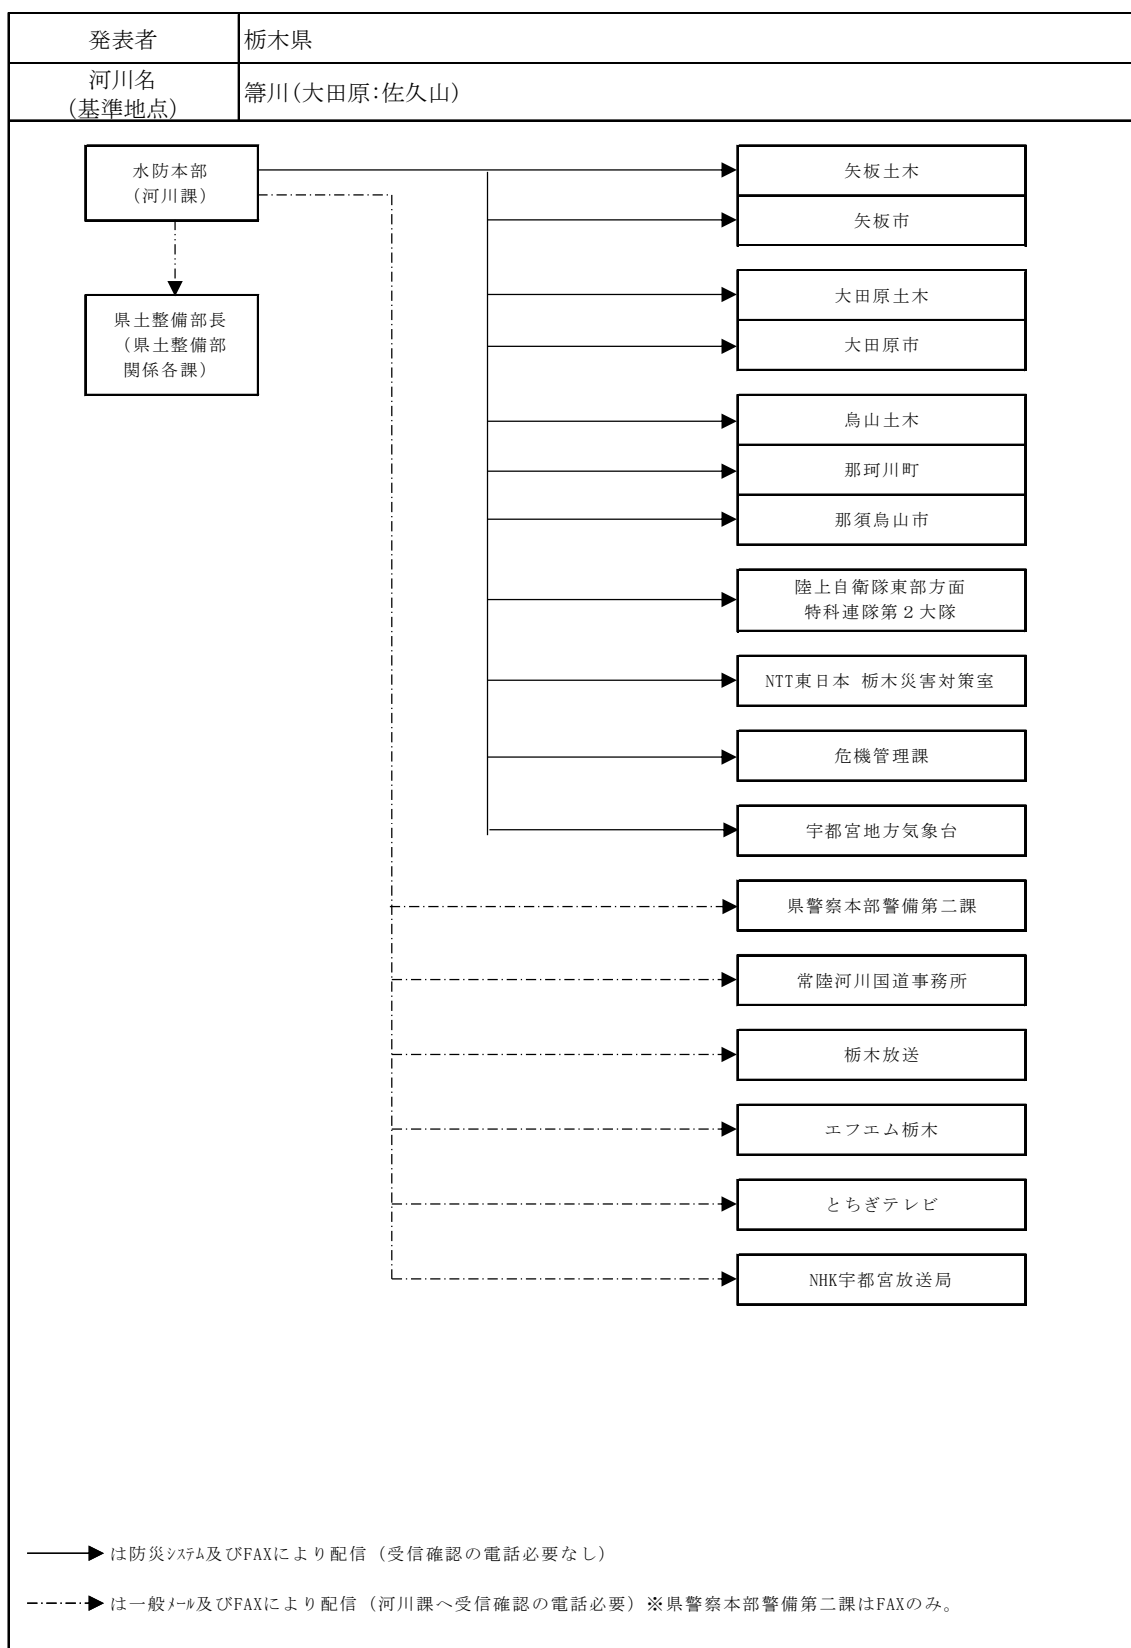 発表者
栃木県
河川名
(基準地点)
箒川(大田原:佐久山)
水防本部
(河川課)
県土整備部長
(県土整備部
関係各課)
矢板土木
矢板市
大田原土木
大田原市
烏山土木
那珂川町
那須烏山市
陸上自衛隊東部方面
特科連隊第2大隊
NTT東日本 栃木災害対策室
危機管理課
宇都宮地方気象台
県警察本部警備第二課
常陸河川国道事務所
栃木放送
エフエム栃木
とちぎテレビ
NHK宇都宮放送局
は防災ｼｽﾃﾑ及びFAXにより配信（受信確認の電話必要なし）
は一般ﾒｰﾙ及びFAXにより配信（河川課へ受信確認の電話必要）※県警察本部警備第二課はFAXのみ。